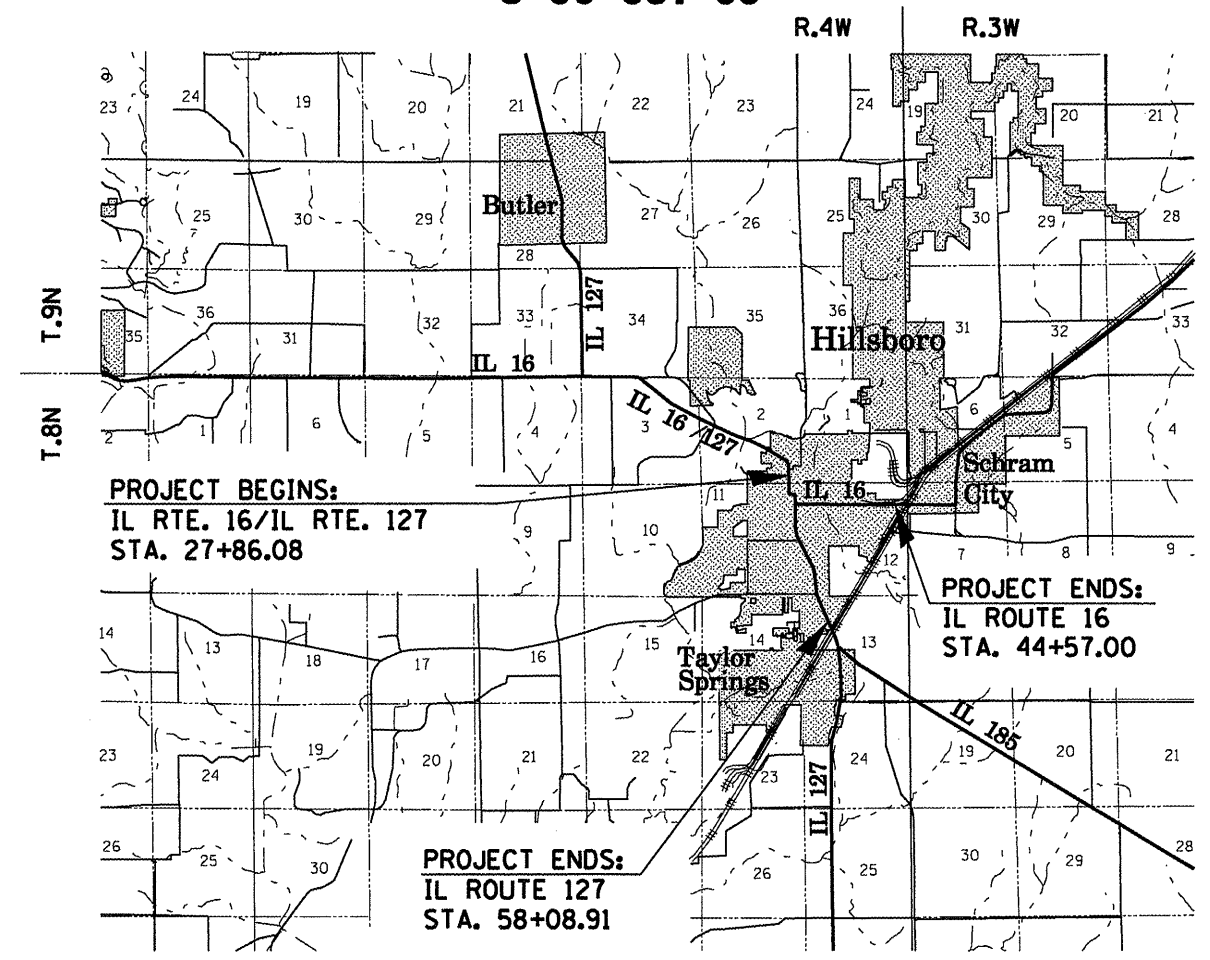 R.4W R.3W
23 24 19 20 21 22 23 24 19 20 21
25 30 Butler 29 27 26 25 30 29 28
28
T.9N 36 35 31 32 33 IL 127 34 35 36 Hillsboro 31 32 33
IL 16
T.8N 2 1 6 5 4 3 IL 16/127 2 1 6 5 4
Schram
City
PROJECT BEGINS:
IL RTE. 16/IL RTE. 127
STA. 27+86.08
11 IL 16
9 10 12 7 8 9
PROJECT ENDS:
IL ROUTE 16
STA. 44+57.00
14 13 18 17 16 15 14 13
Taylor
Springs
IL 185
23 24 19 20 21 22 23 24 19 20 21
IL 127
PROJECT ENDS:
IL ROUTE 127
STA. 58+08.91
26 25 30 26 25 30 29 28